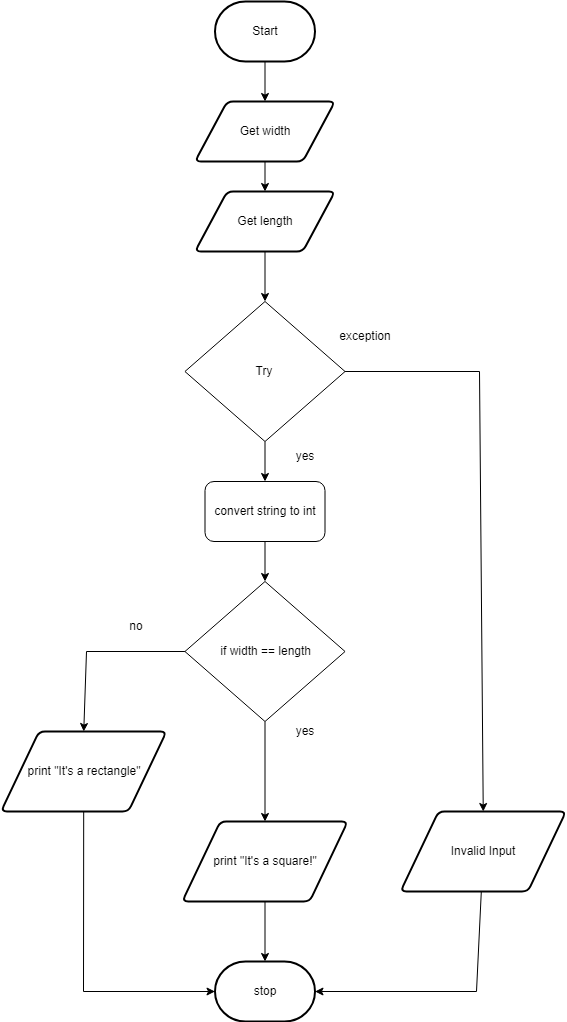 Start
Get width
Get length
exception
Try
yes
convert string to int
no
if width == length
yes
print "It's a rectangle"
print "It's a square!"
Invalid Input
stop